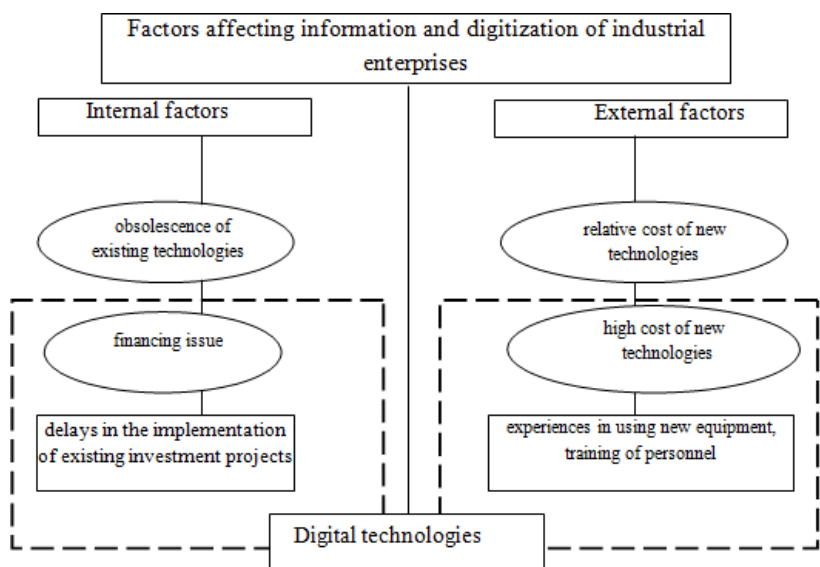 Factors affecting information and digitization of industrial
enterprises
Internal factors
External factors
obsolescence of
existing technologies
relative cost of new
technologies
financing issue
high cost of new
technologies
delays in the implementation
of existing investment projects
experiences in using new equipment,
training of personnel
Digital technologies